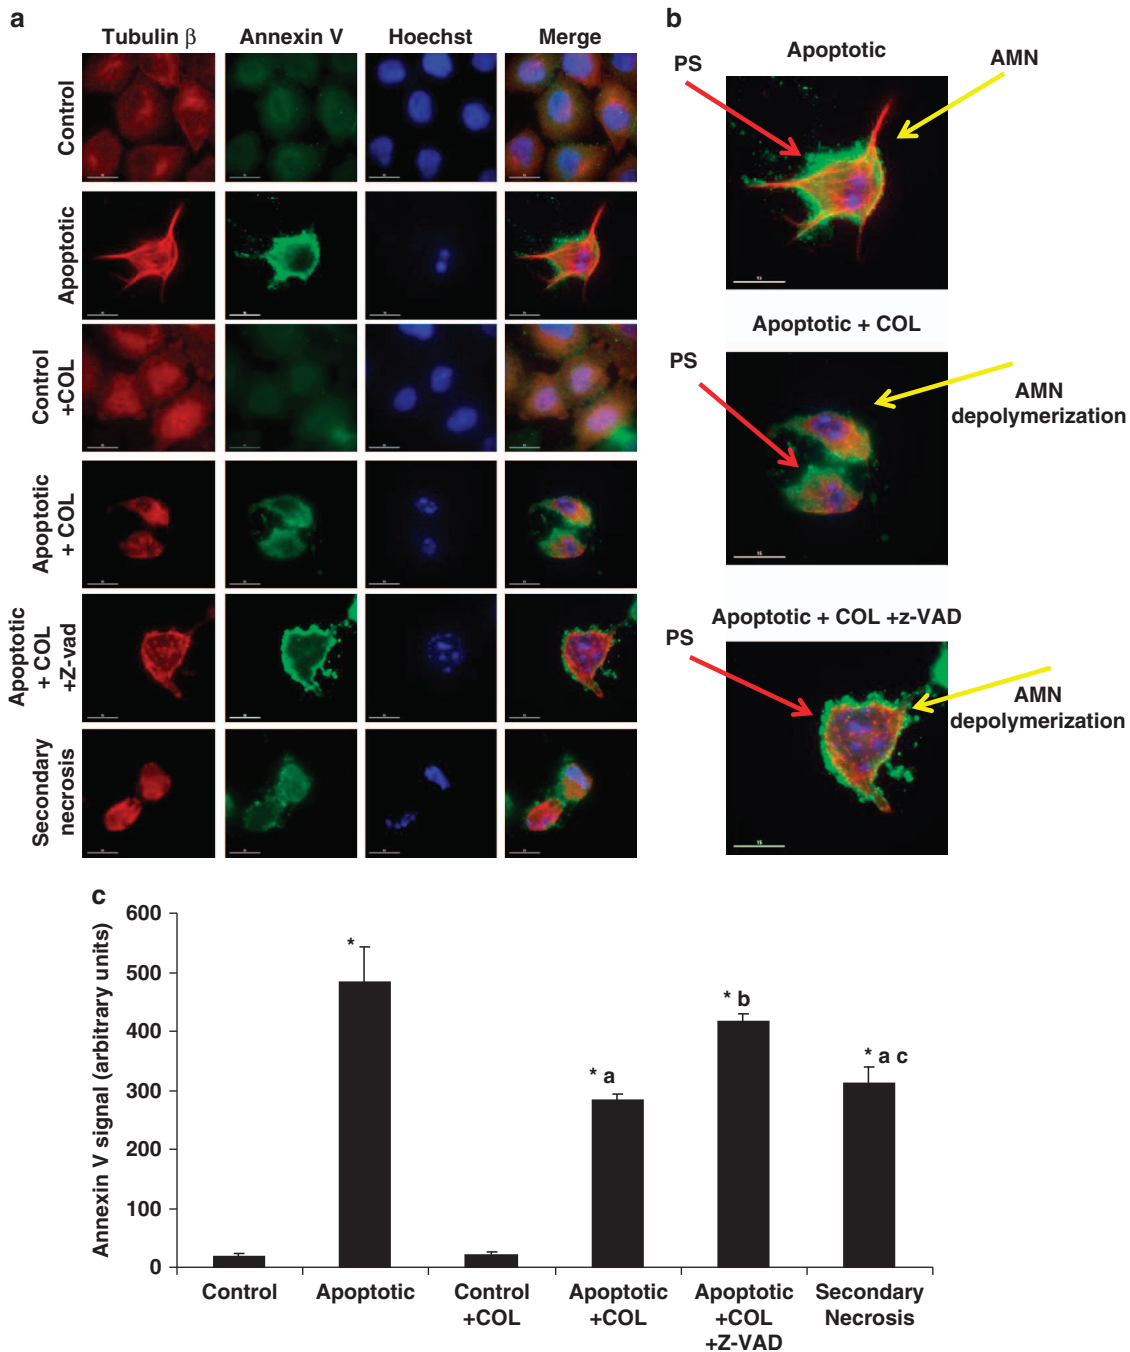 a
Tubulin β
Annexin V
Hoechst
Merge
Control
Apoptotic
Control
+COL
Apoptotic
+ COL
Apoptotic
+ COL
+Z-vad
Secondary
necrosis
b
Apoptotic
PS
AMN
Apoptotic + COL
PS
AMN
depolymerization
Apoptotic + COL +z-VAD
PS
AMN
depolymerization
c
Annexin V signal (arbitrary units)
600
500
400
300
200
100
0
*
* a
* b
* a c
Control
Apoptotic
Control
+COL
Apoptotic
+COL
Apoptotic
+COL
+Z-VAD
Secondary
Necrosis